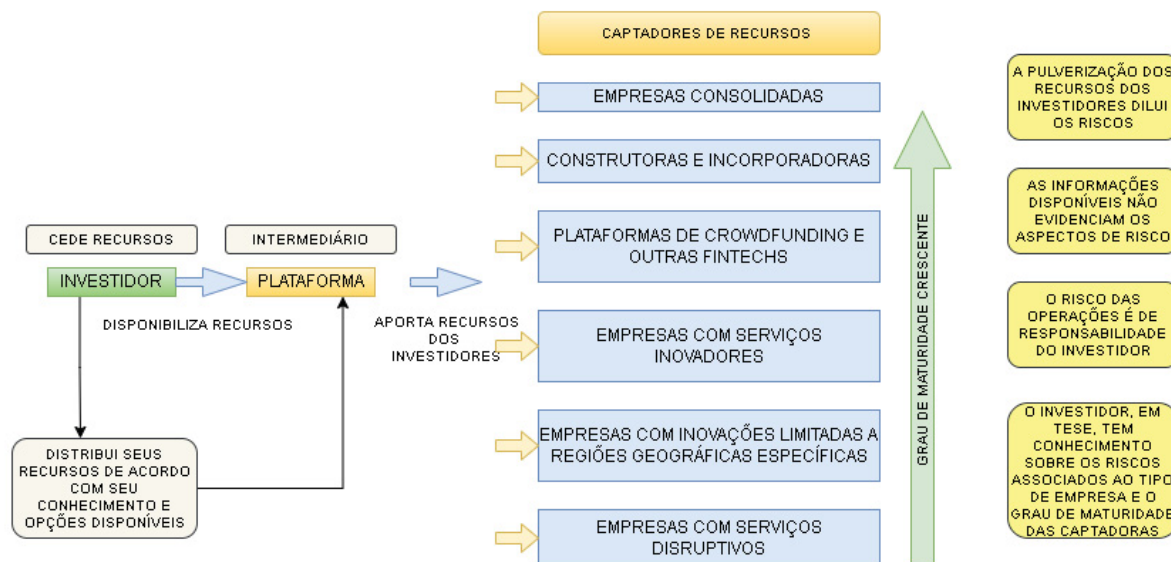 CAPTADORES DE RECURSOS
EMPRESAS CONSOLIDADAS
CONSTRUTORAS E INCORPORADORAS
PLATAFORMAS DE CROWDFUNDING E
OUTRAS FINTECHS
EMPRESAS COM SERVIÇOS
INOVADORES
EMPRESAS COM INOVAÇÕES LIMITADAS A
REGIÕES GEOGRÁFICAS ESPECÍFICAS
EMPRESAS COM SERVIÇOS
DISRUPTIVOS
CEDE RECURSOS
INTERMEDIÁRIO
INVESTIDOR
PLATAFORMA
DISPONIBILIZA RECURSOS
APORTA RECURSOS
DOS
INVESTIDORES
DISTRIBUI SEUS
RECURSOS DE ACORDO
COM SEU
CONHECIMENTO E
OPÇÕES DISPONÍVEIS
GRAU DE MATURIDADE CRESCENTE
A PULVERIZAÇÃO DOS
RECURSOS DOS
INVESTIDORES DILUI
OS RISCOS
AS INFORMAÇÕES
DISPONÍVEIS NÃO
EVIDENCIAM OS
ASPECTOS DE RISCO
O RISCO DAS
OPERAÇÕES É DE
RESPONSABILIDADE
DO INVESTIDOR
O INVESTIDOR, EM
TESE, TEM
CONHECIMENTO
SOBRE OS RISCOS
ASSOCIADOS AO TIPO
DE EMPRESA E O
GRAU DE MATURIDADE
DAS CAPTADORAS